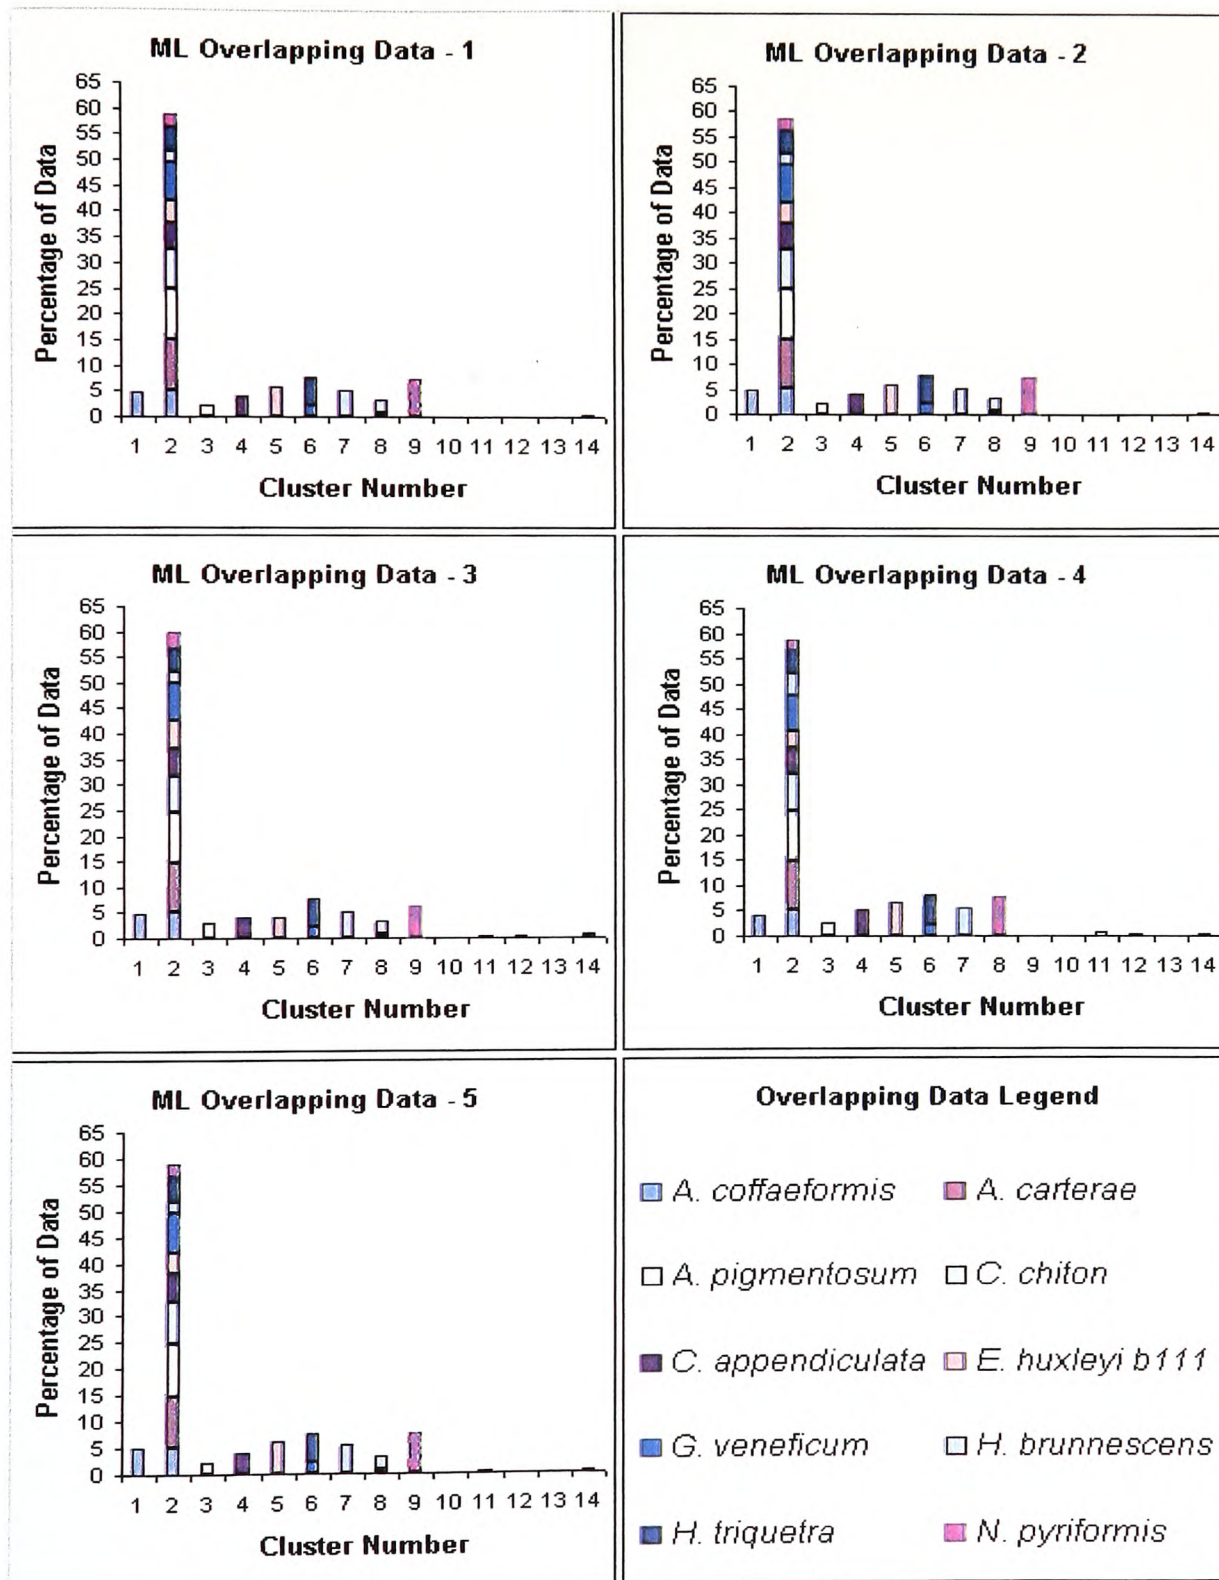 ML Overlapping Data - 1
65
60
55
50
45
40
35
30
25
20
15
10
5
0
Percentage of Data
1 2 3 4 5 6 7 8 9 10 11 12 13 14
Cluster Number
ML Overlapping Data - 2
65
60
55
50
45
40
35
30
25
20
15
10
5
0
Percentage of Data
1 2 3 4 5 6 7 8 9 10 11 12 13 14
Cluster Number
ML Overlapping Data - 3
65
60
55
50
45
40
35
30
25
20
15
10
5
0
Percentage of Data
1 2 3 4 5 6 7 8 9 10 11 12 13 14
Cluster Number
ML Overlapping Data - 4
65
60
55
50
45
40
35
30
25
20
15
10
5
0
Percentage of Data
1 2 3 4 5 6 7 8 9 10 11 12 13 14
Cluster Number
ML Overlapping Data - 5
65
60
55
50
45
40
35
30
25
20
15
10
5
0
Percentage of Data
1 2 3 4 5 6 7 8 9 10 11 12 13 14
Cluster Number
Overlapping Data Legend
A. coffaeformis A. carterae
A. pigmentosum C. chiton
C. appendiculata E. huxleyi b111
G. veneficum H. brunnescens
H. triquetra N. pyriformis